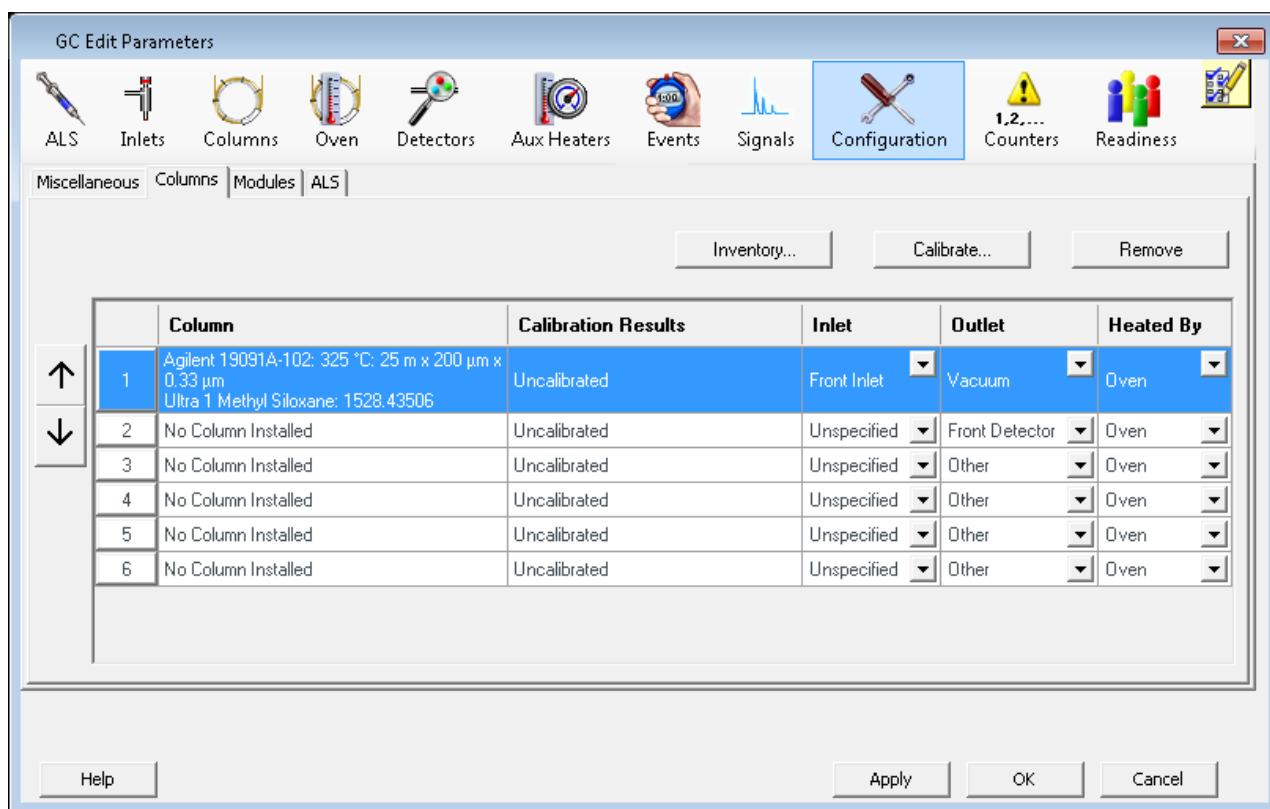 GC Edit Parameters
ALS Inlets Columns Oven Detectors Aux Heaters Events Signals Configuration 1,2,... Counters Readiness
1:00
Miscellaneous Columns Modules ALS
Inventory... Calibrate... Remove
Column Calibration Results Inlet Outlet Heated By
1 Agilent 19091A-102: 325 °C: 25 m x 200 µm x
0.33 µm
Ultra 1 Methyl Siloxane: 1528.43506
Uncalibrated Front Inlet Vacuum Oven
2 No Column Installed Uncalibrated Unspecified Front Detector Oven
3 No Column Installed Uncalibrated Unspecified Other Oven
4 No Column Installed Uncalibrated Unspecified Other Oven
5 No Column Installed Uncalibrated Unspecified Other Oven
6 No Column Installed Uncalibrated Unspecified Other Oven
Help Apply OK Cancel